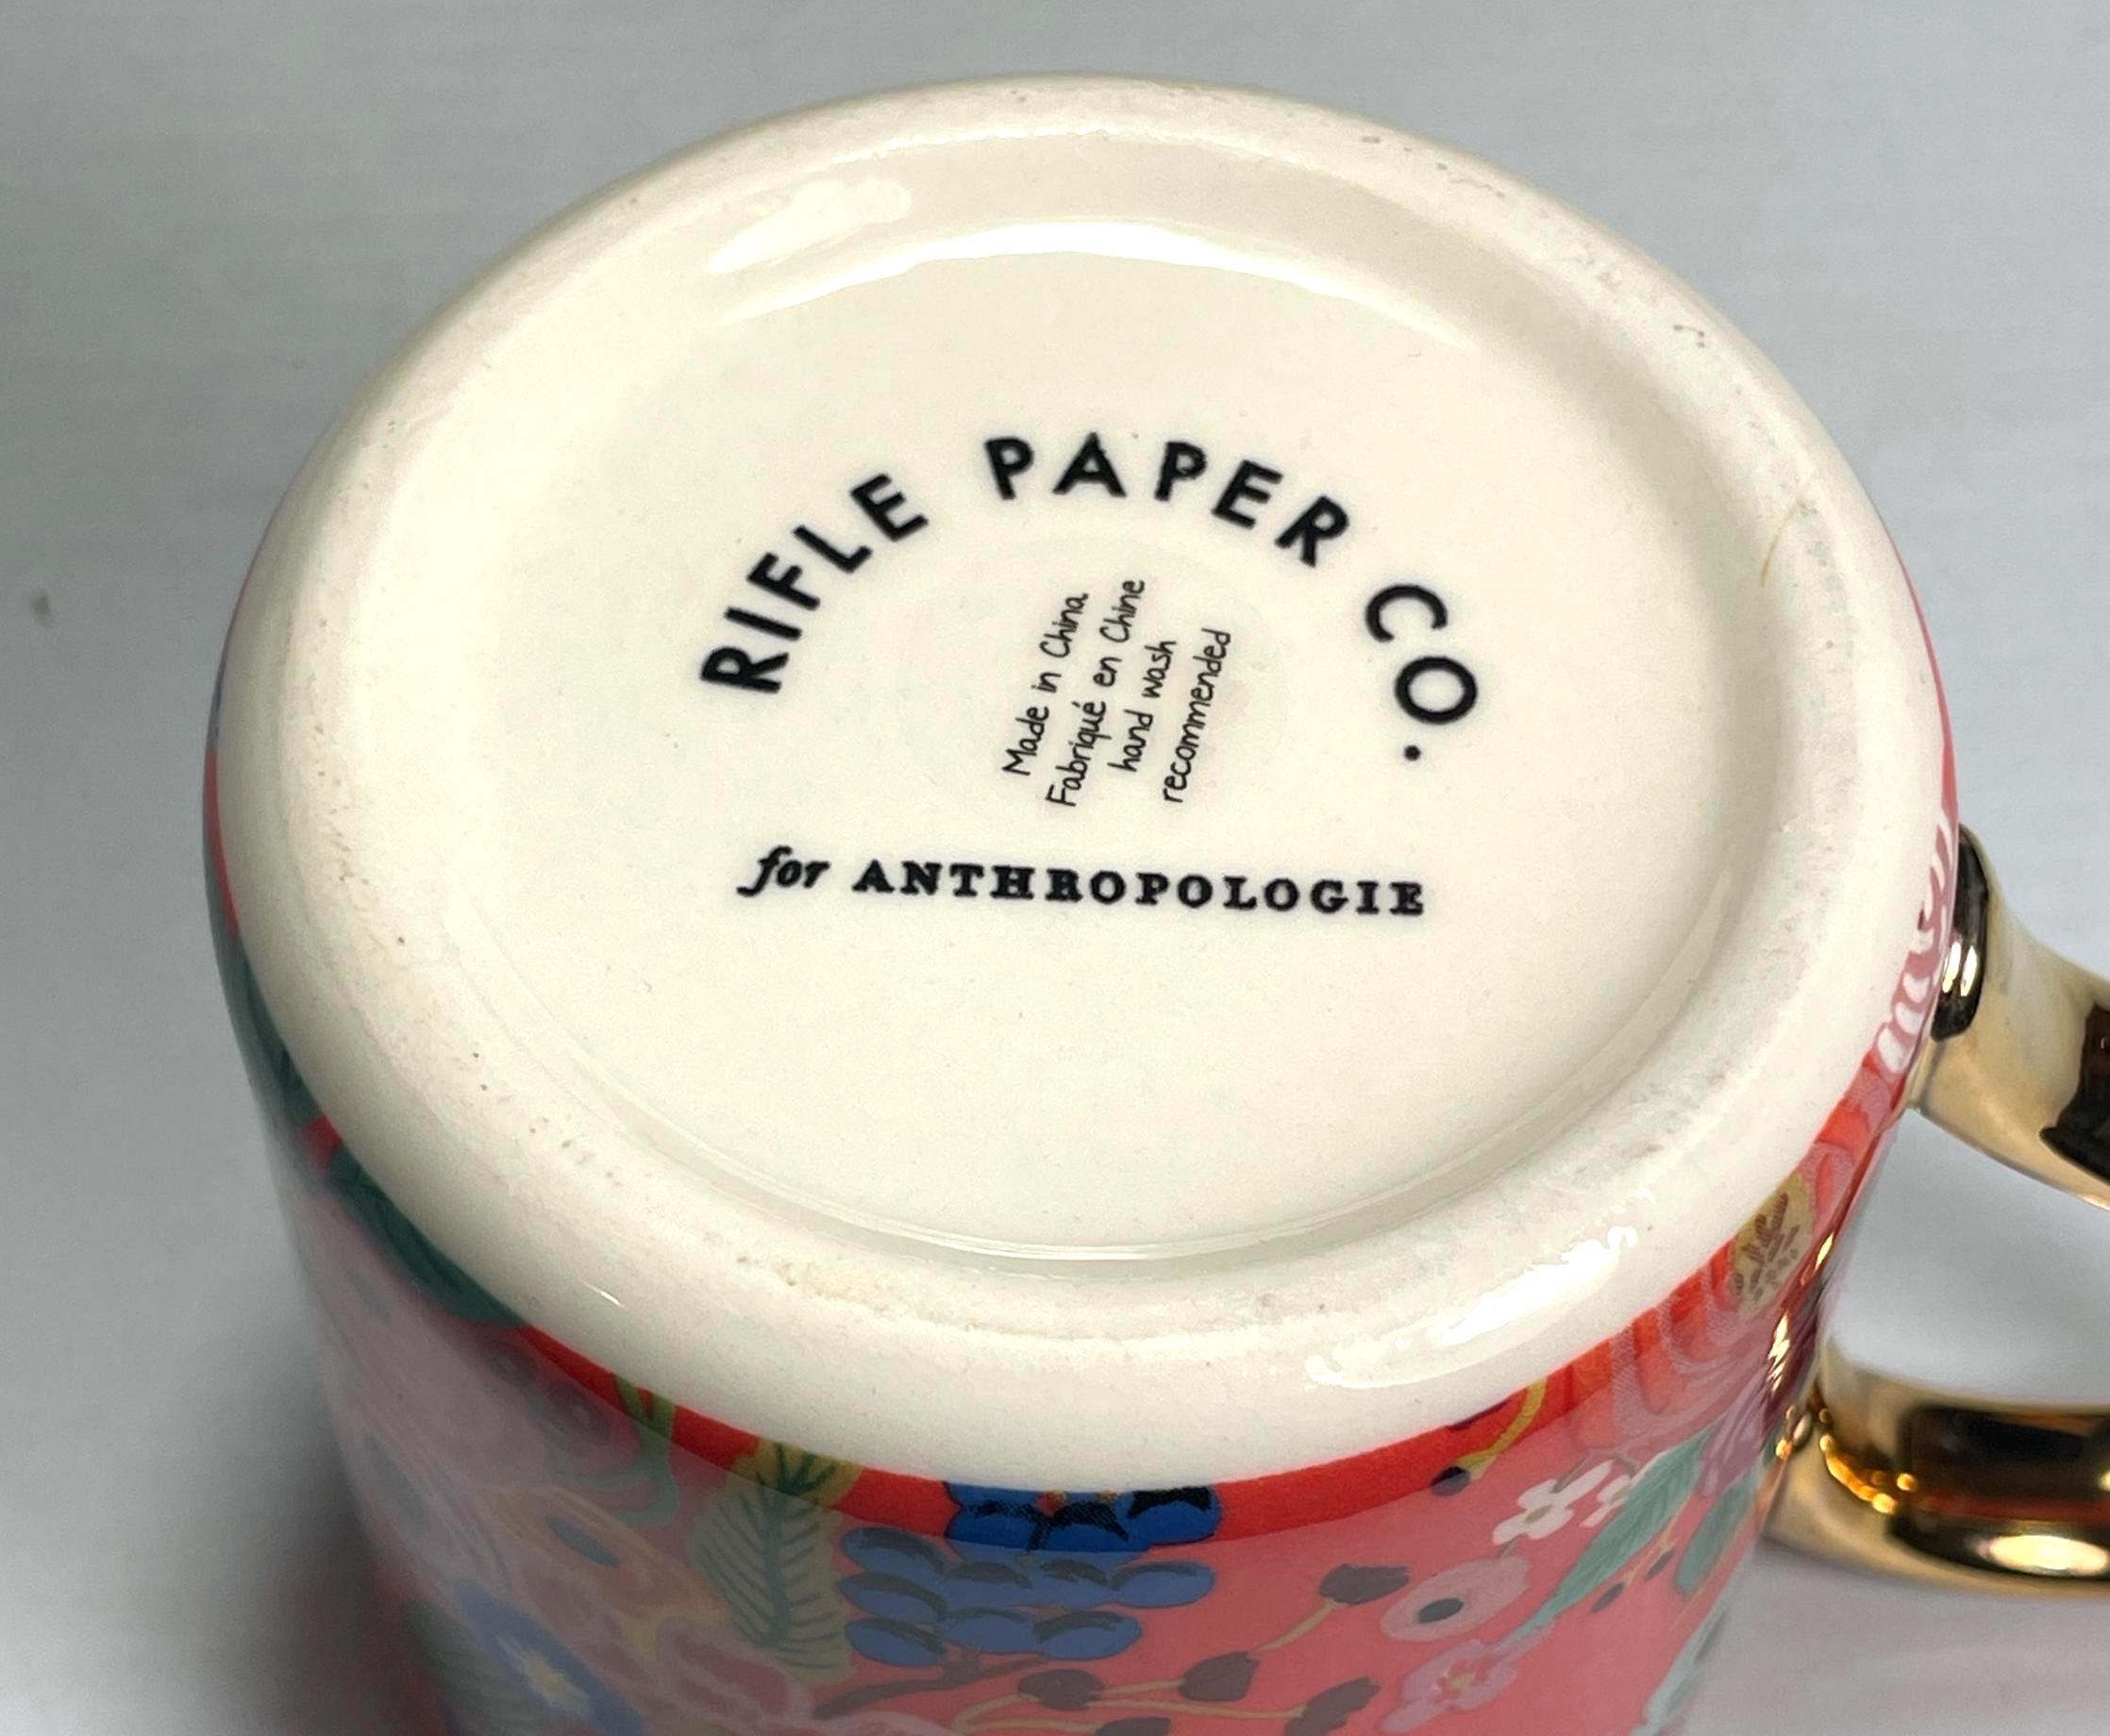 RIFLE PAPER CO.
Made in China
Fabriqué en Chine
hand wash
recommended
for ANTHROPOLOGIE